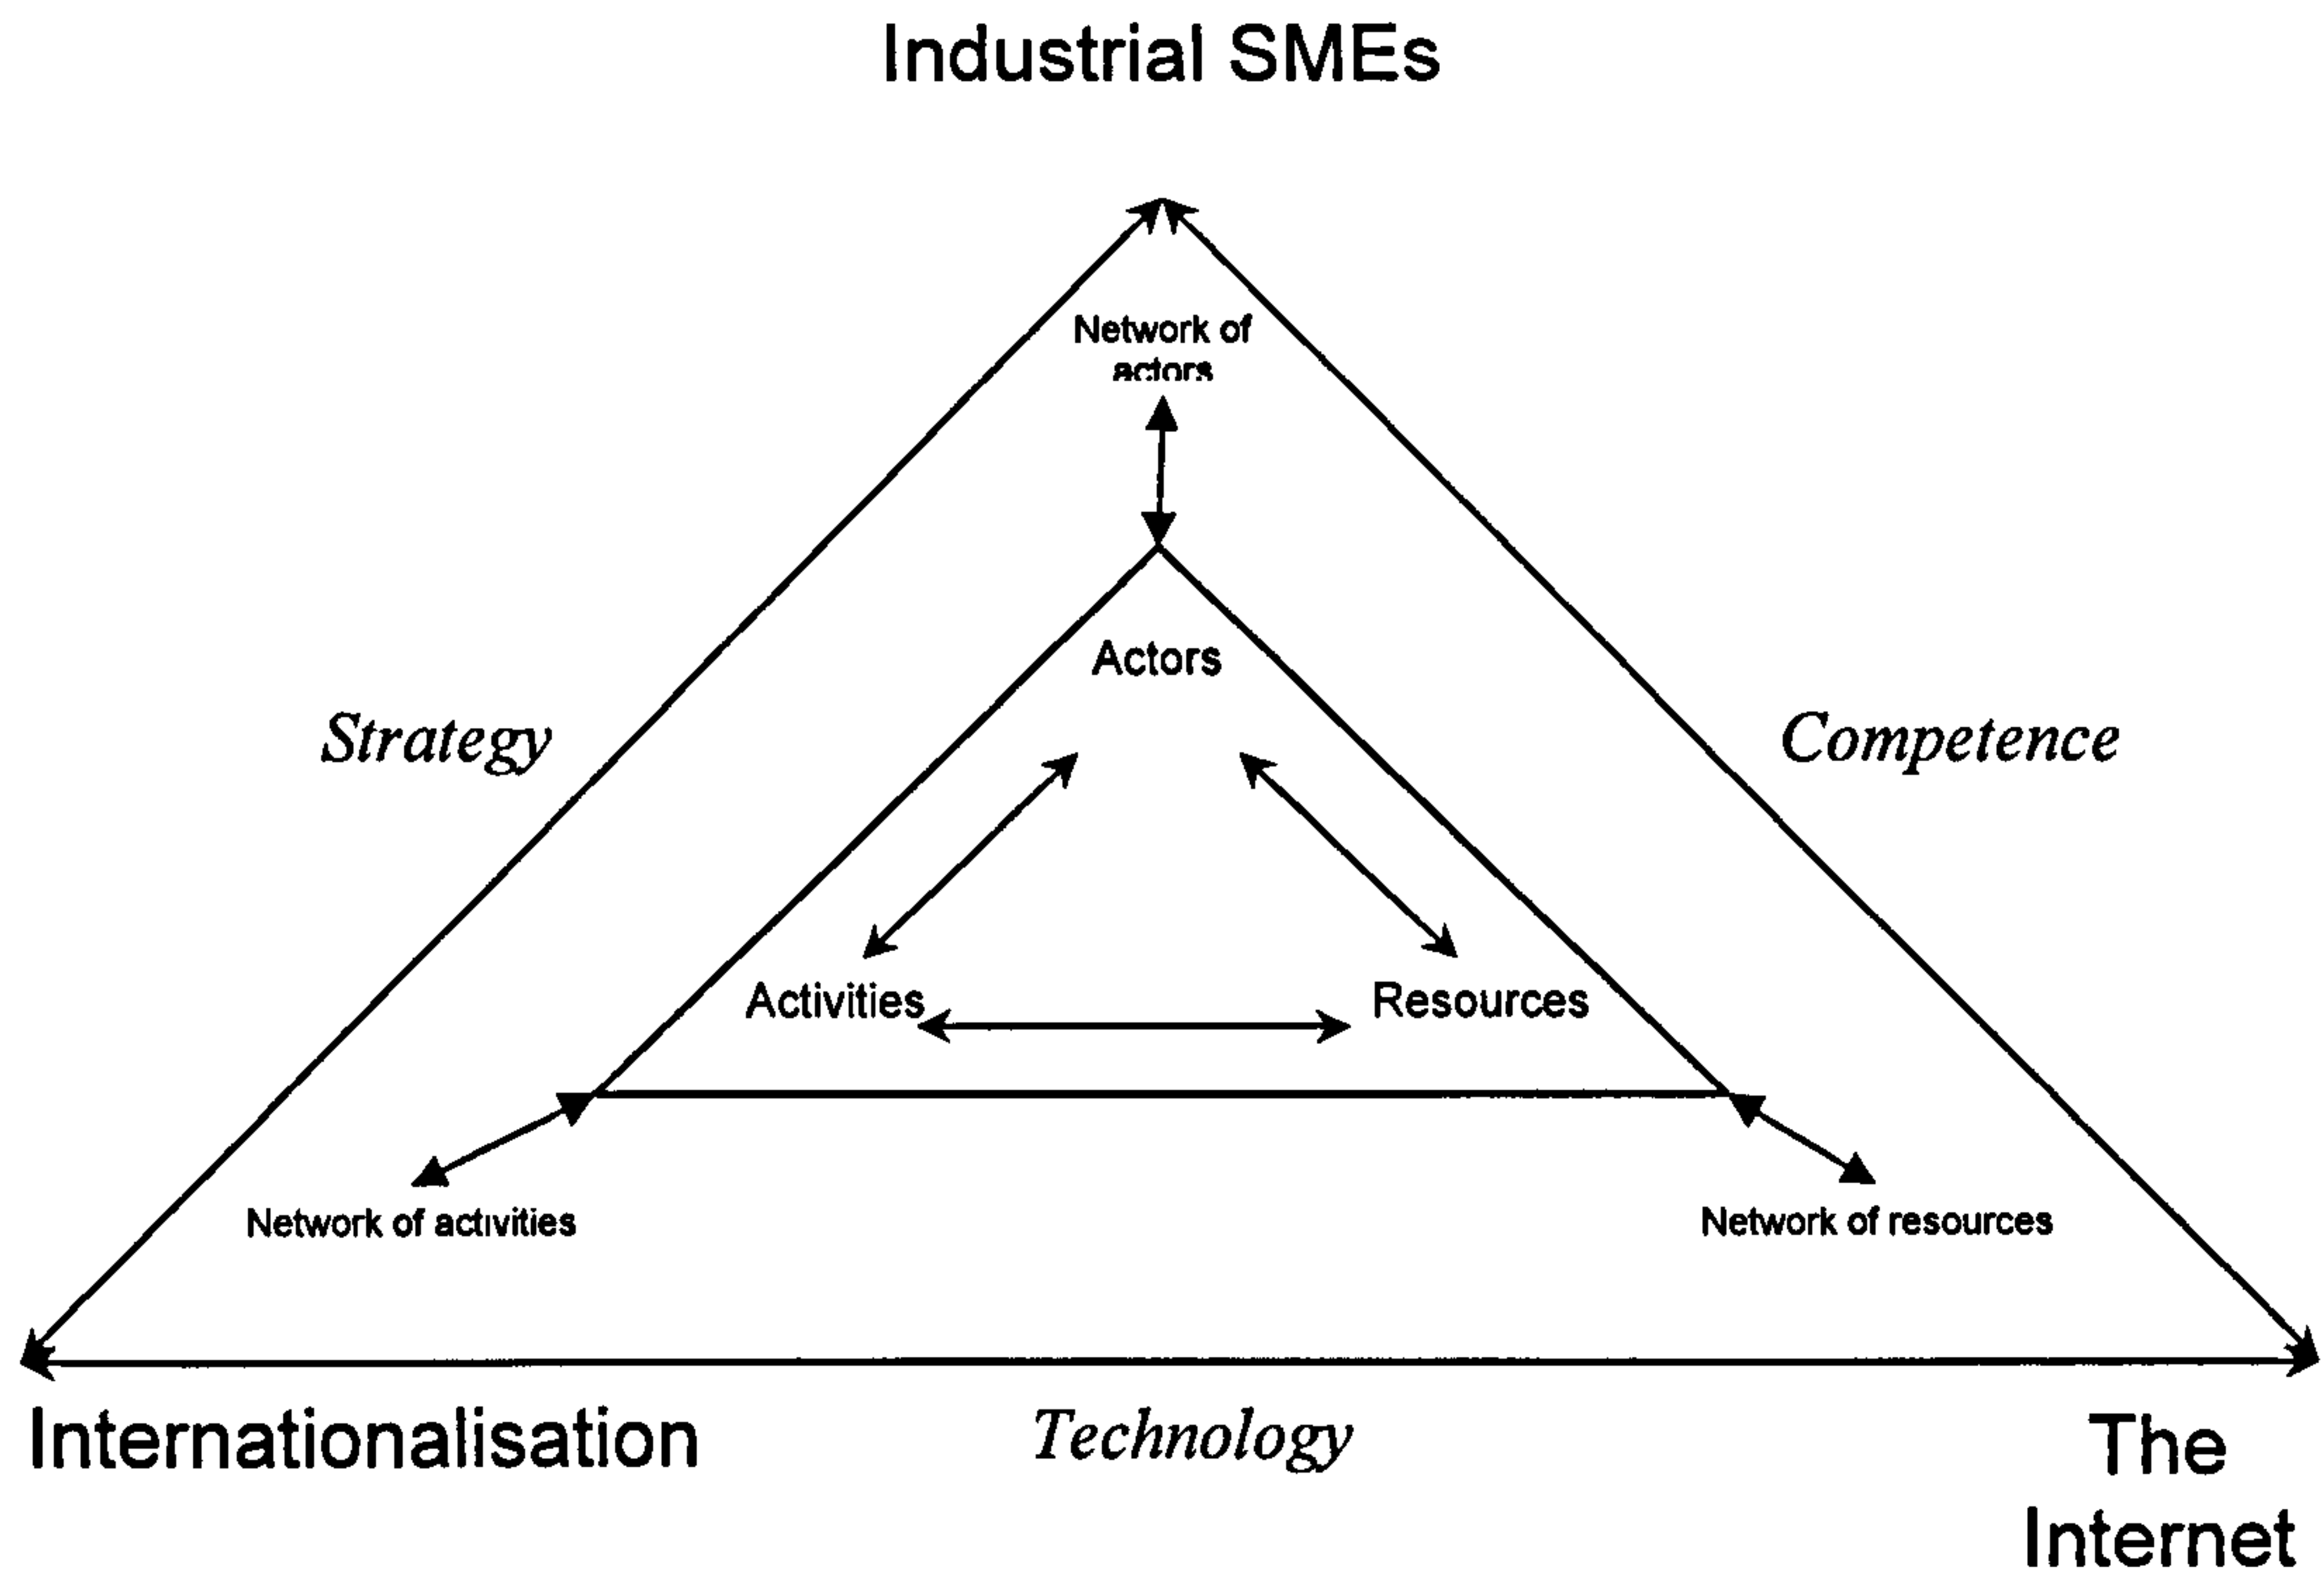 Industrial SMEs
Network of
actors
Actors
Strategy
Competence
Activities
Resources
Network of activities
Network of resources
Internationalisation
Technology
The
Internet